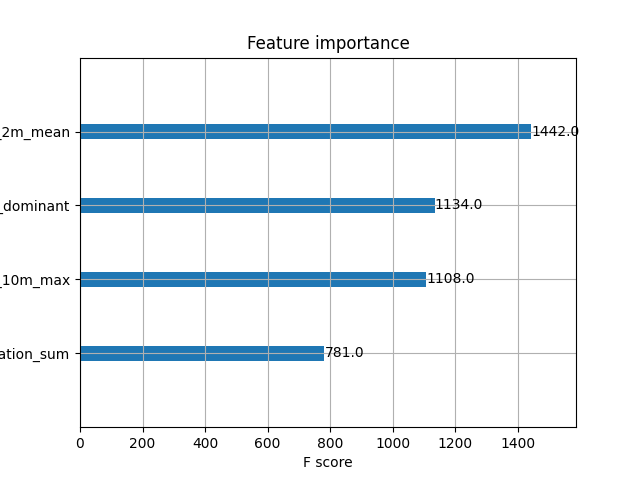 Feature importance
_2m_mean
1442.0
_dominant
1134.0
_10m_max
1108.0
ation_sum
781.0
0 200 400 600 800 1000 1200 1400
F score